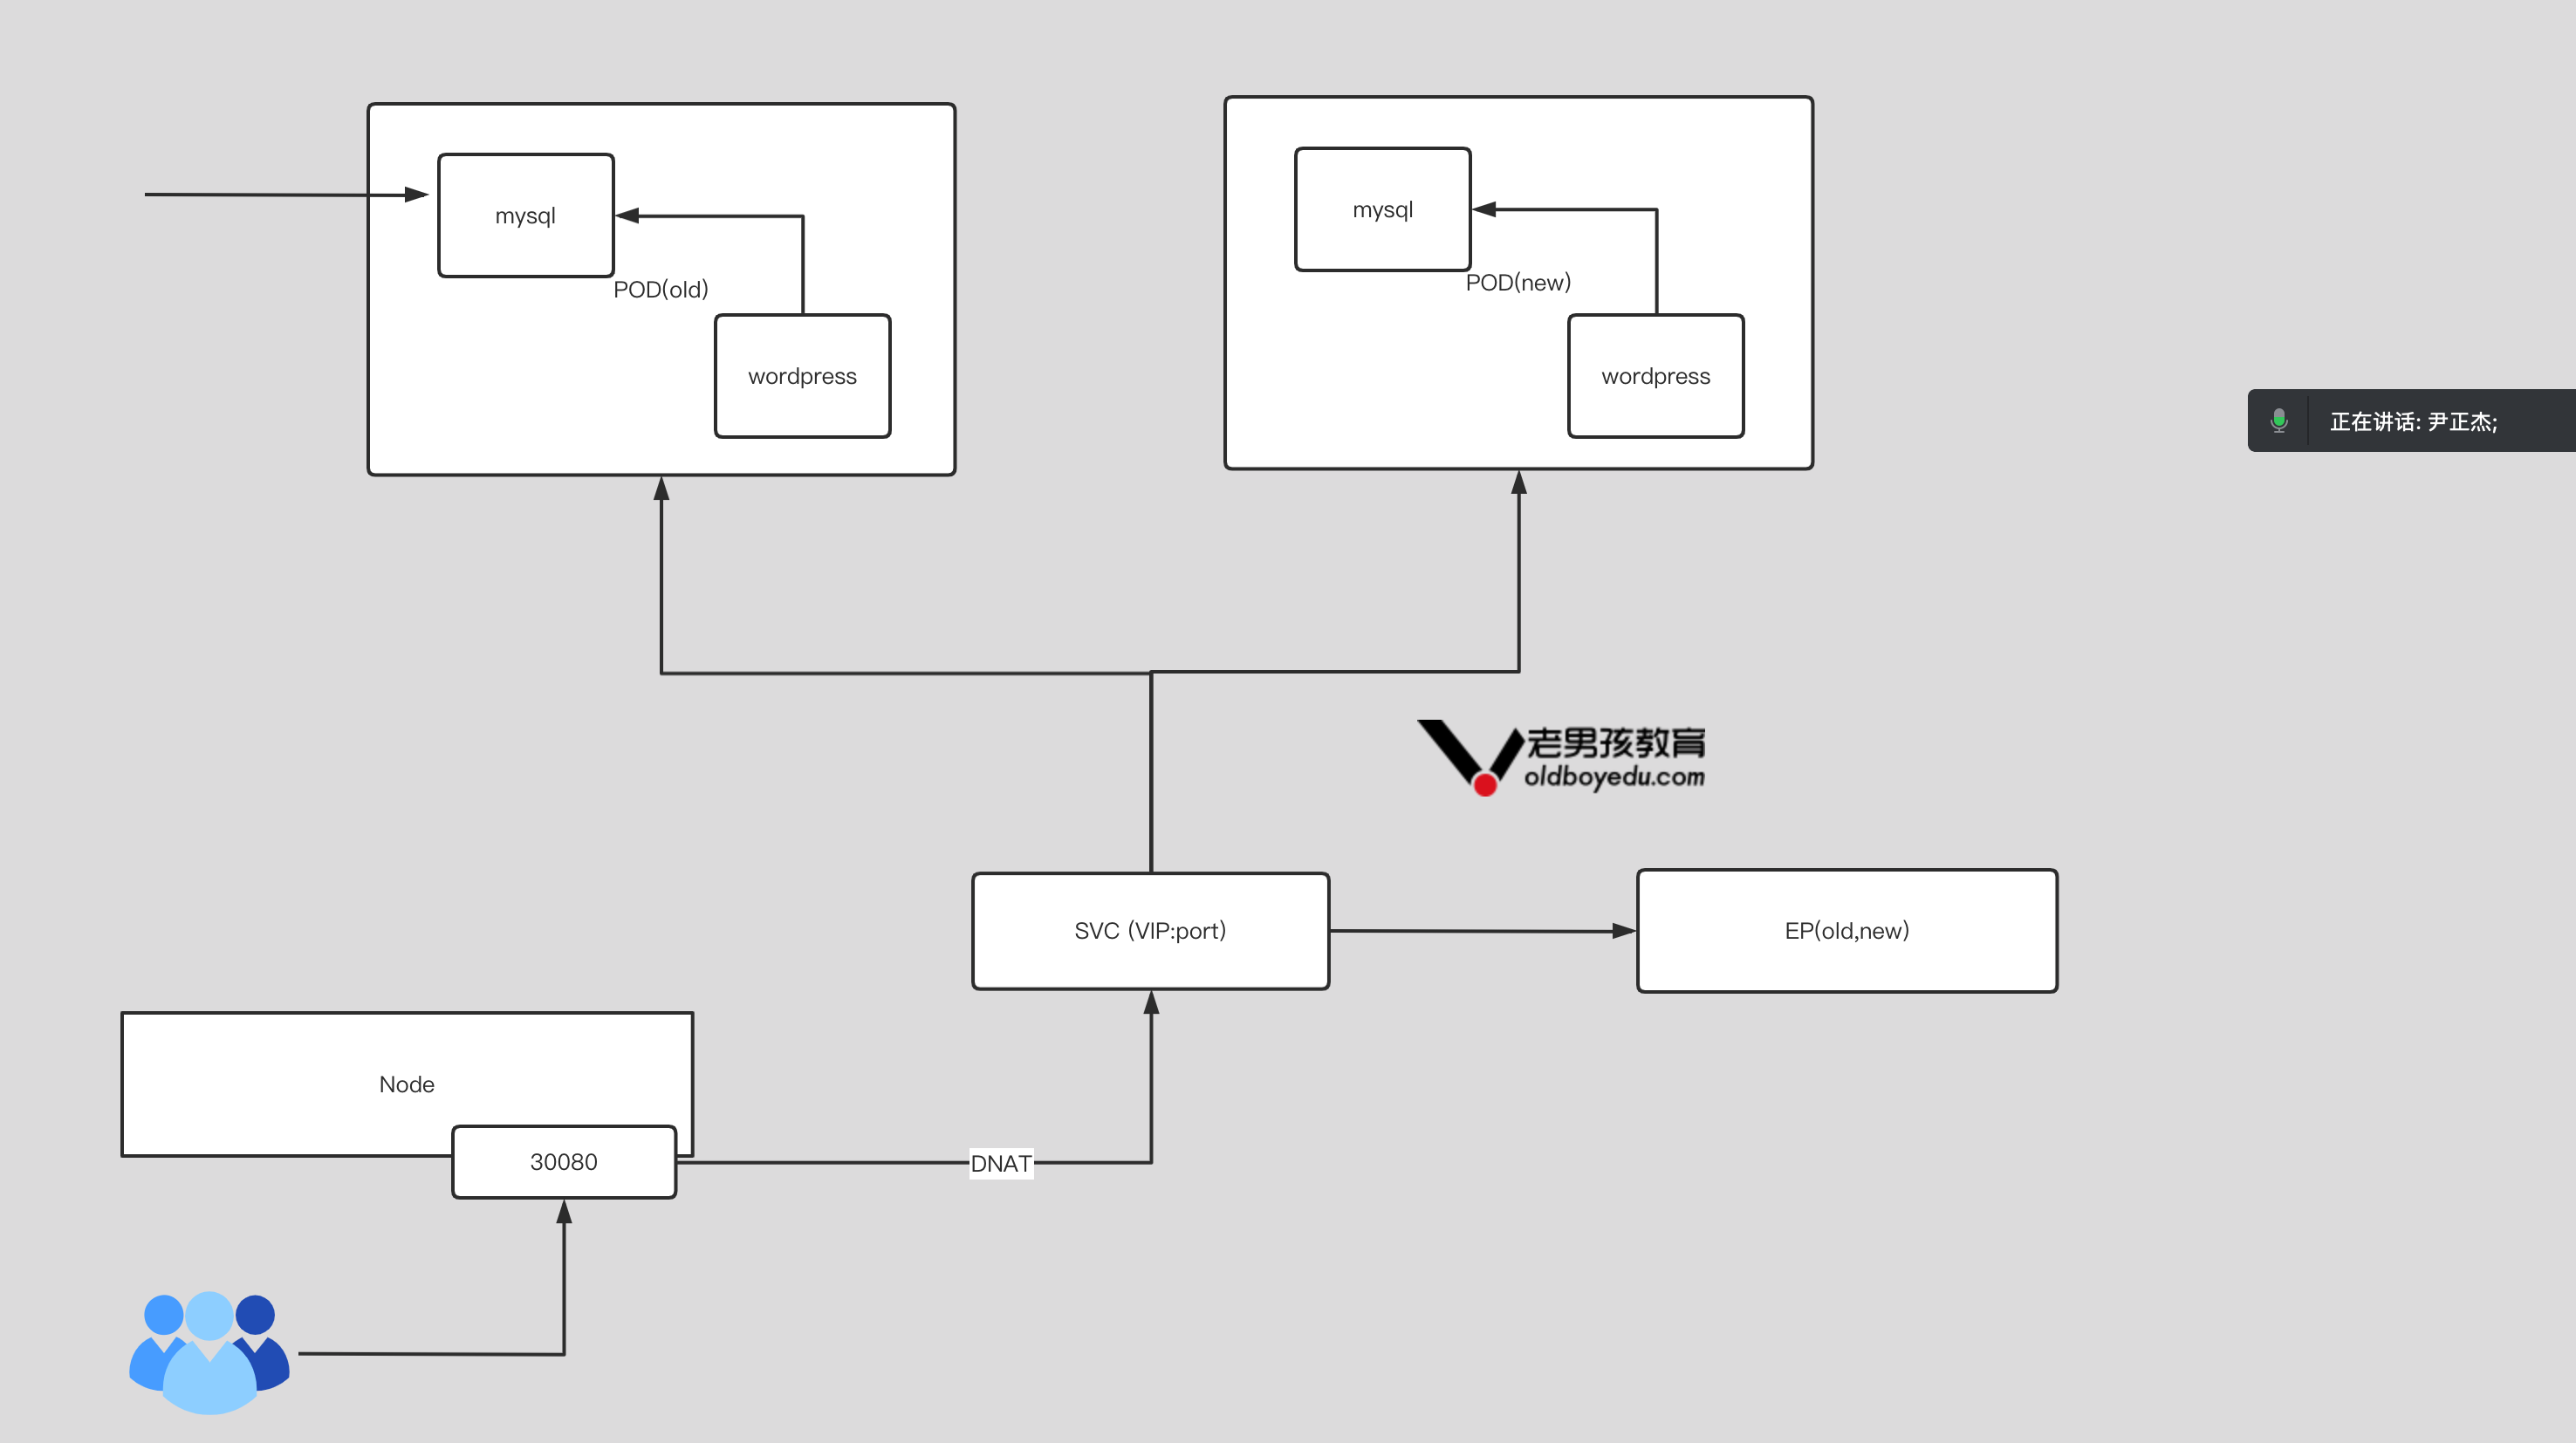 mysql
POD(old)
wordpress
mysql
POD(new)
wordpress
正在讲话: 尹正杰;
老男孩教育
oldboyedu.com
SVC (VIP:port)
EP(old,new)
Node
30080
DNAT